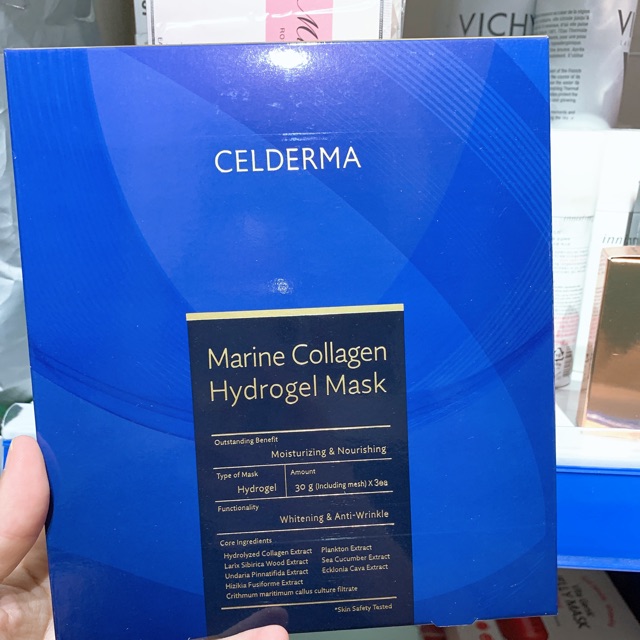 VICHY
CELDERMA
Marine Collagen
Hydrogel Mask
Outstanding Benefit
Moisturizing & Nourishing
Type of Mask
Amount
Hydrogel
30 g (including mesh) X 3ea
Functionality
Whitening & Anti-Wrinkle
Core Ingredients
Hydrolyzed Collagen Extract Plankton Extract
Larix Sibirica Wood Extract Sea Cucumber Extract
Undaria Pinnatifida Extract Ecklonia Cava Extract
Hizikia Fusiforme Extract
Crithmum maritimum callus culture filtrate
*Skin Safety Tested